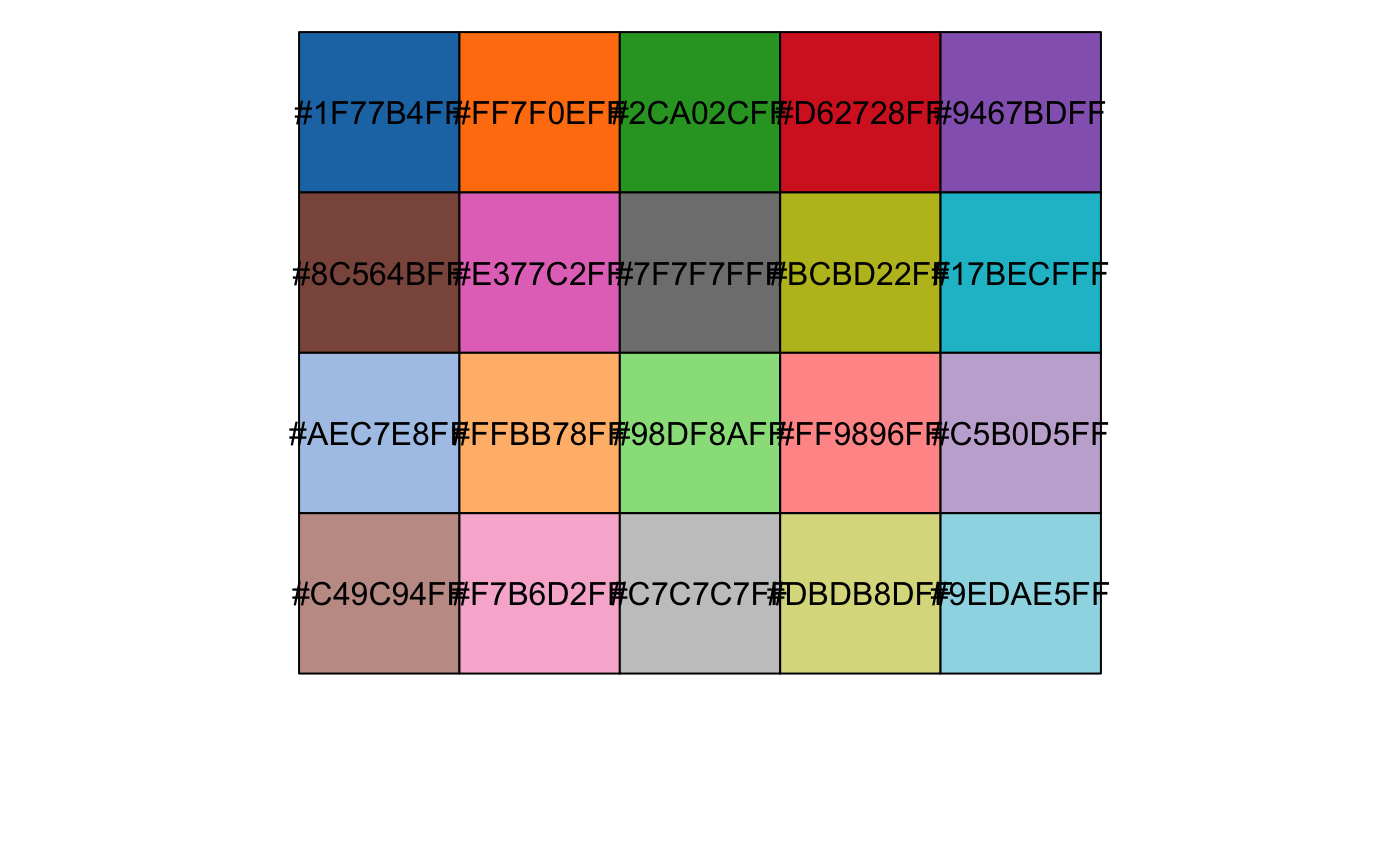 #1F77B4FF #FF7F0EFF #2CA02CFF #D62728FF #9467BDFF
#8C564BFF #E377C2FF #7F7F7FFF #BCBD22FF #17BECFFF
#AEC7E8FF #FFBB78FF #98DF8AFF #FF9896FF #C5B0D5FF
#C49C94FF #F7B6D2FF #C7C7C7FF #DBDB8DFF #9EDAE5FF